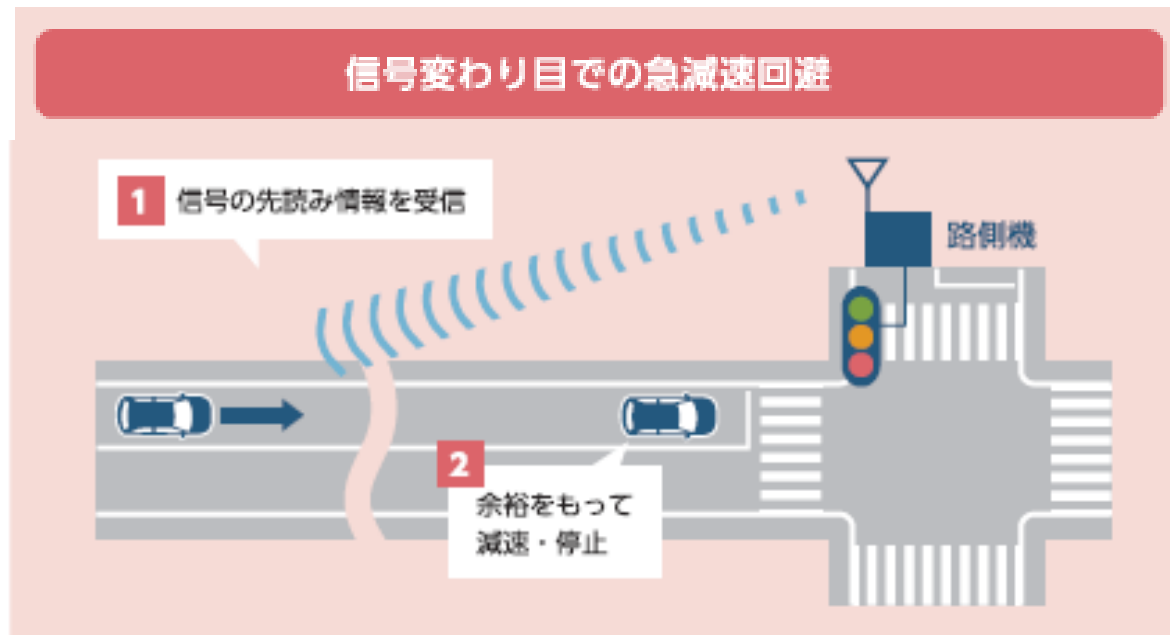 信号変わり目での急減速回避
1 信号の先読み情報を受信
路側機
2
余裕をもって
減速・停止